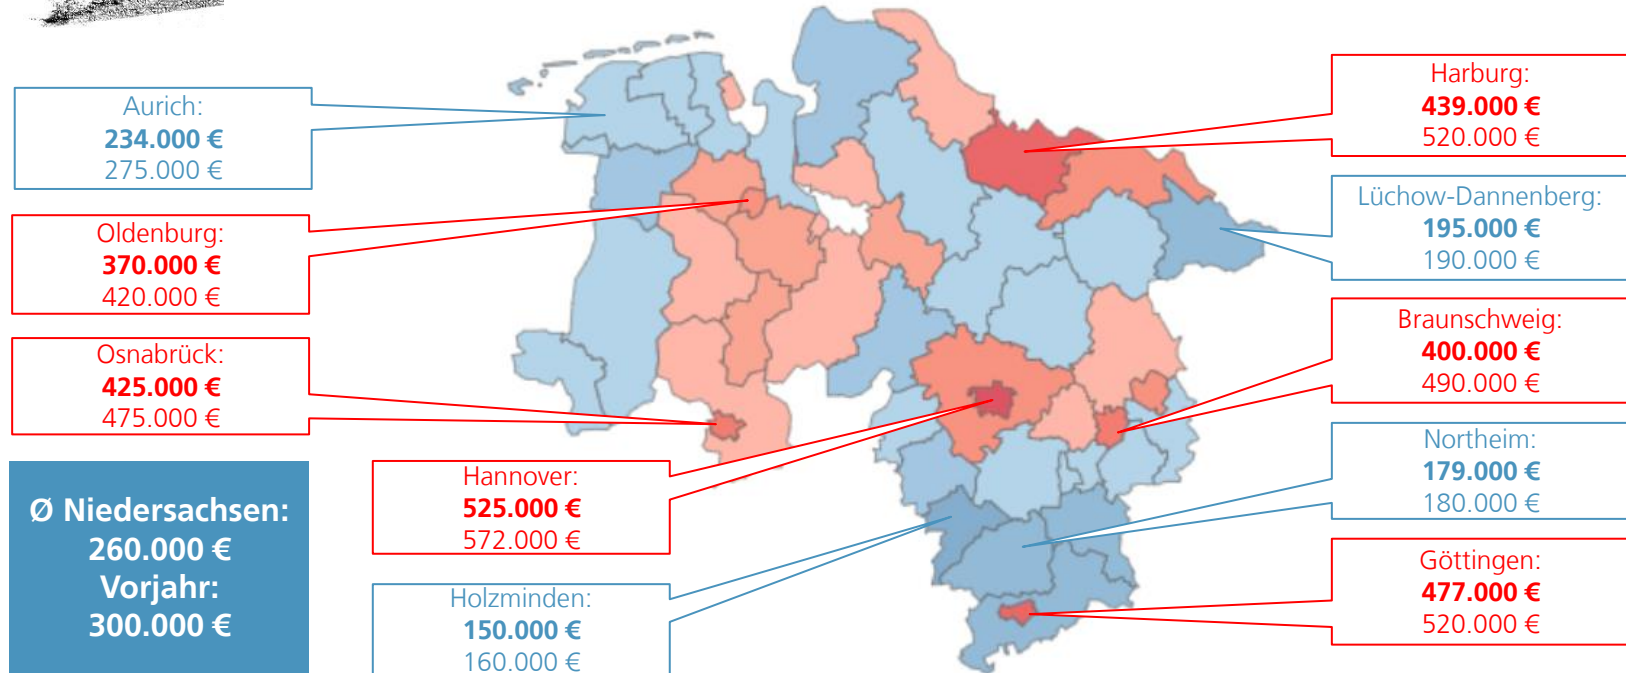 Aurich:
234.000 €
275.000 €
Oldenburg:
370.000 €
420.000 €
Osnabrück:
425.000 €
475.000 €
Ø Niedersachsen:
260.000 €
Vorjahr:
300.000 €
Hannover:
525.000 €
572.000 €
Holzminden:
150.000 €
160.000 €
Harburg:
439.000 €
520.000 €
Lüchow-Dannenberg:
195.000 €
190.000 €
Braunschweig:
400.000 €
490.000 €
Northeim:
179.000 €
180.000 €
Göttingen:
477.000 €
520.000 €